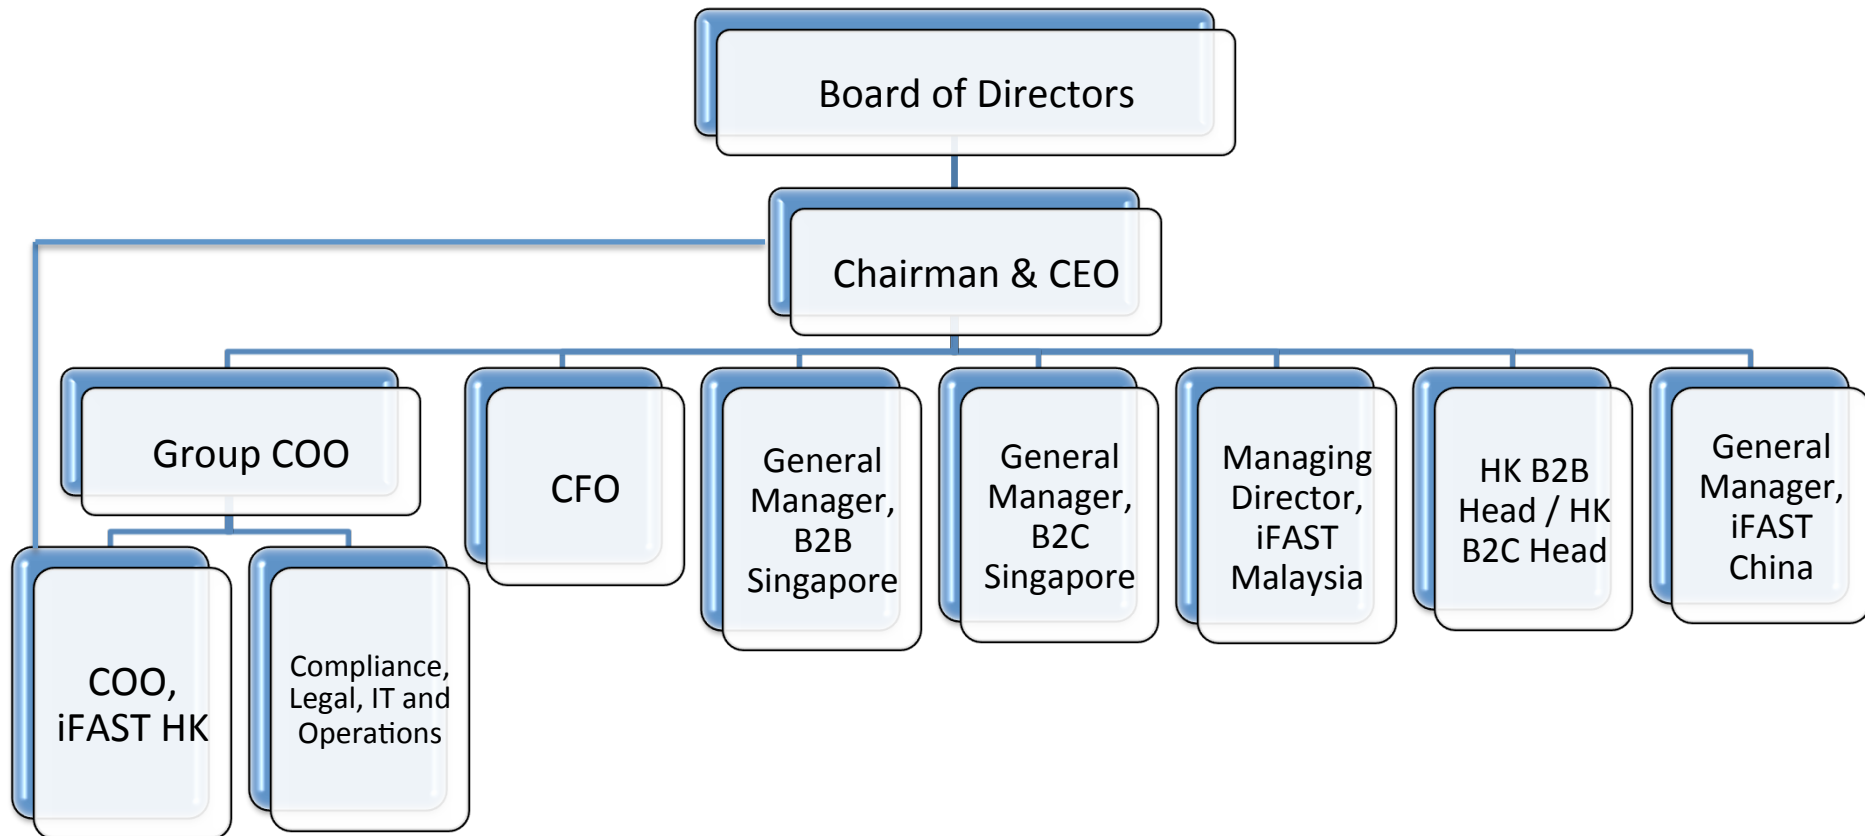 Board of Directors
Chairman & CEO
Group COO
CFO
General
Manager,
B2B
Singapore
General
Manager,
B2C
Singapore
Managing
Director,
iFAST
Malaysia
HK B2B
Head / HK
B2C Head
General
Manager,
iFAST
China
COO,
iFAST HK
Compliance,
Legal, IT and
Operations